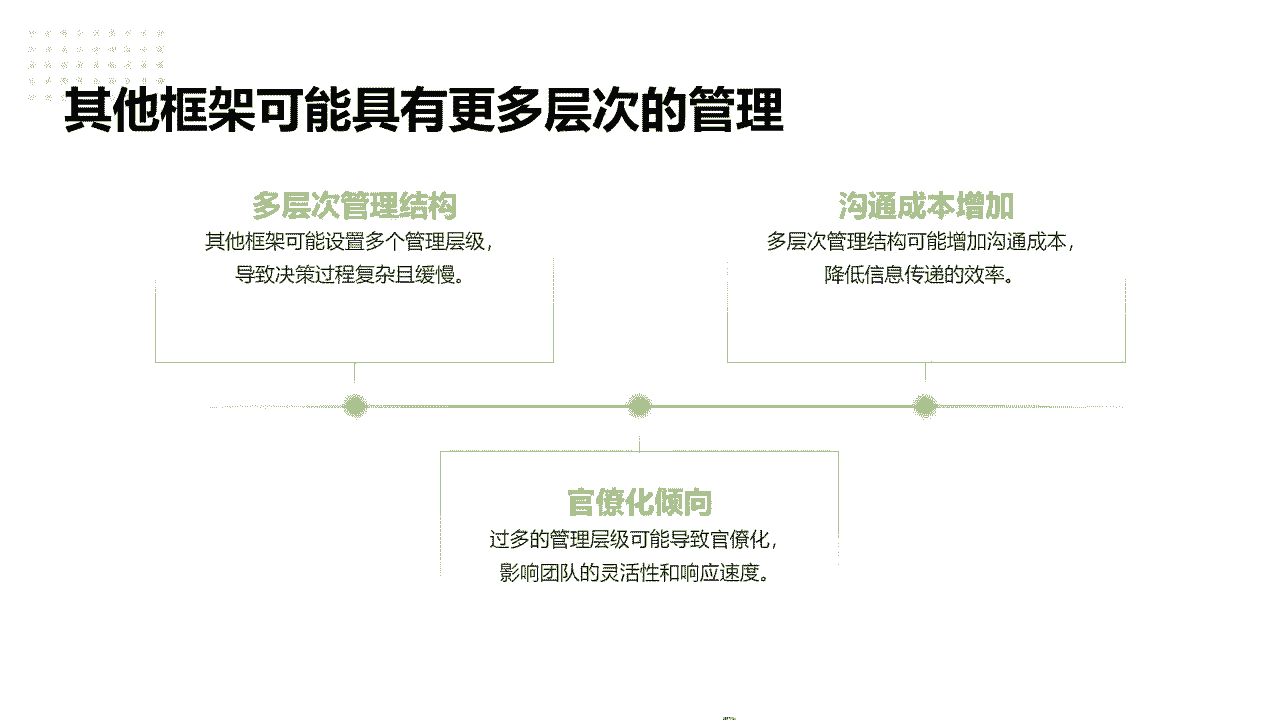 其他框架可能具有更多层次的管理
多层次管理结构
其他框架可能设置多个管理层级，
导致决策过程复杂且缓慢。
沟通成本增加
多层次管理结构可能增加沟通成本，
降低信息传递的效率。
官僚化倾向
过多的管理层级可能导致官僚化，
影响团队的灵活性和响应速度。